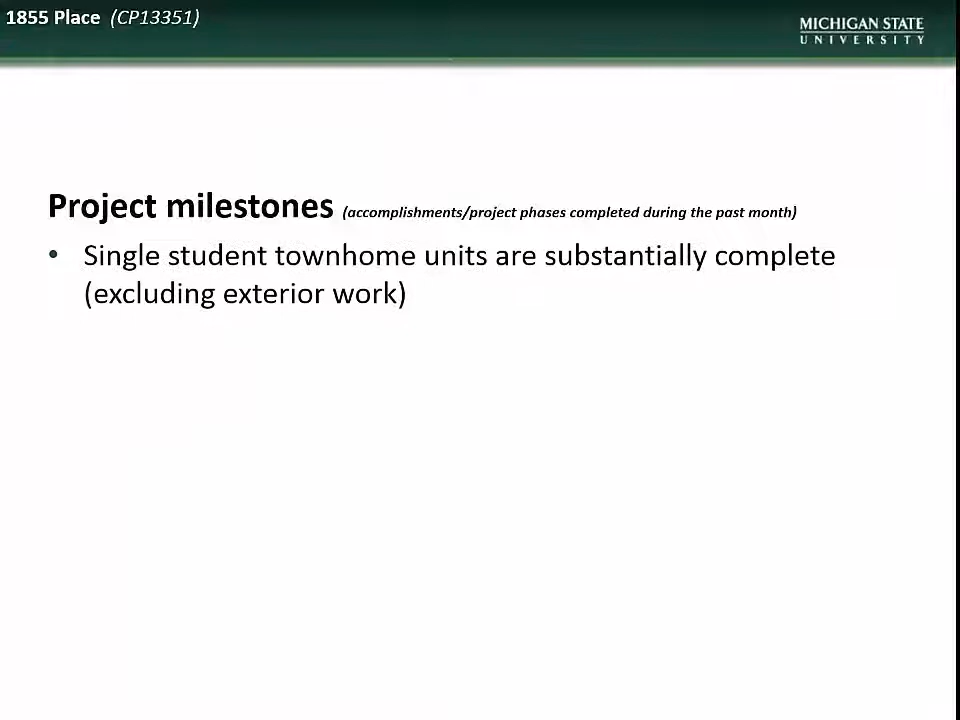 1855 Place (CP13351)
MICHIGAN STATE
UNIVERSITY
Project milestones (accomplishments/project phases completed during the past month)
• Single student townhome units are substantially complete
(excluding exterior work)